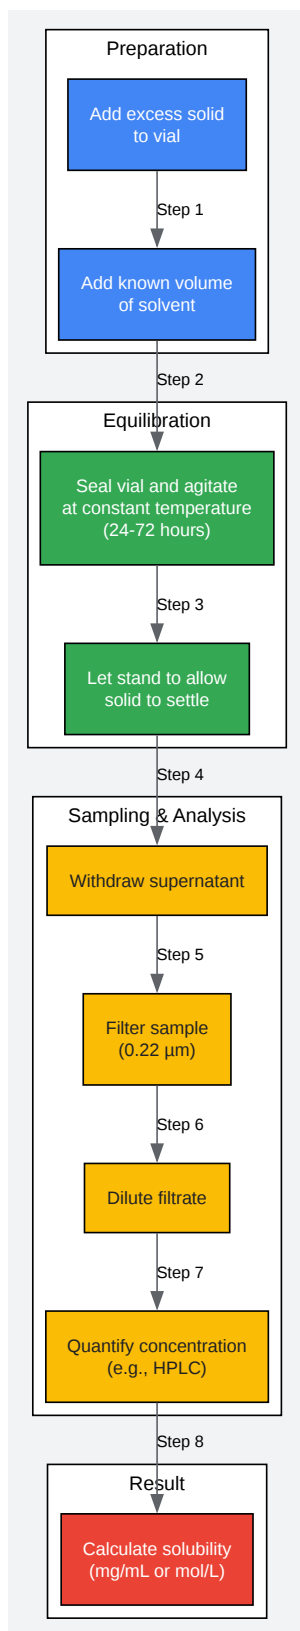 Preparation
Add excess solid
to vial
Step 1
Add known volume
of solvent
Step 2
Equilibration
Seal vial and agitate
at constant temperature
(24-72 hours)
Step 3
Let stand to allow
solid to settle
Step 4
Sampling & Analysis
Withdraw supernatant
Step 5
Filter sample
(0.22 µm)
Step 6
Dilute filtrate
Step 7
Quantify concentration
(e.g., HPLC)
Step 8
Result
Calculate solubility
(mg/mL or mol/L)